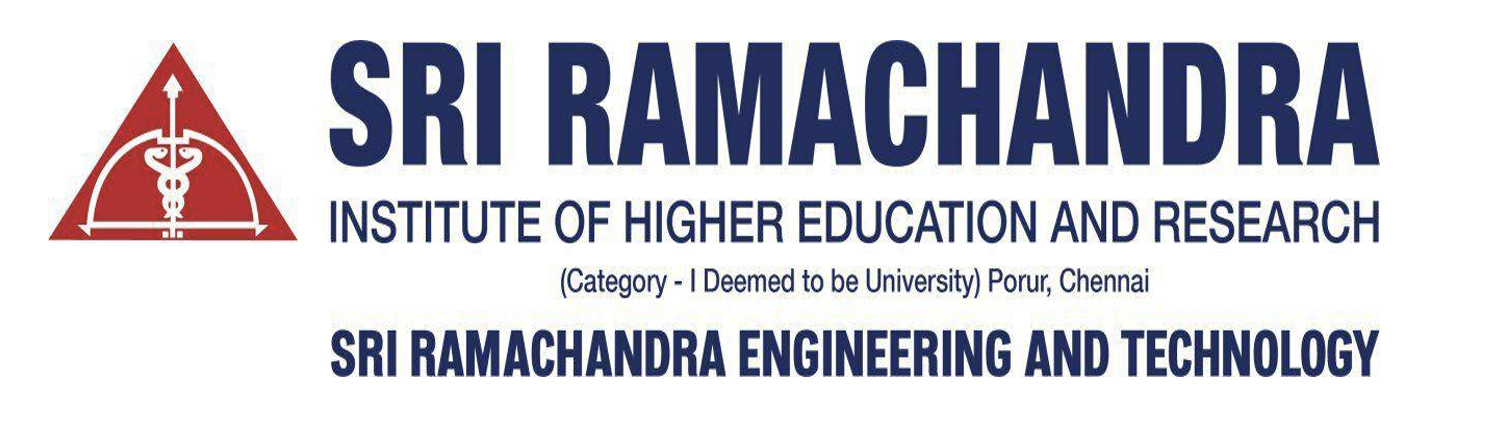 SRI RAMACHANDRA
INSTITUTE OF HIGHER EDUCATION AND RESEARCH
(Category - I Deemed to be University) Porur, Chennai
SRI RAMACHANDRA ENGINEERING AND TECHNOLOGY